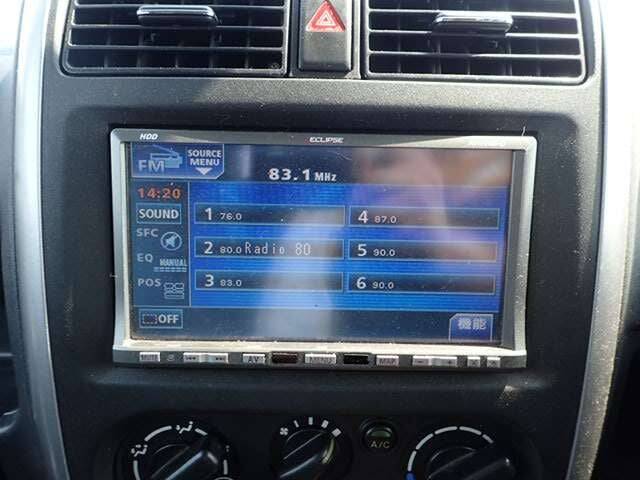 HDD ECLIPSE
FM SOURCE MENU
83.1 MHz
14:20
SOUND
1 76.0
4 87.0
SFC
EQ MANUAL
2 80.0 Radio 80
5 90.0
POS
3 83.0
6 90.0
OFF
機能
MUTE AV MENU MAP
A/C